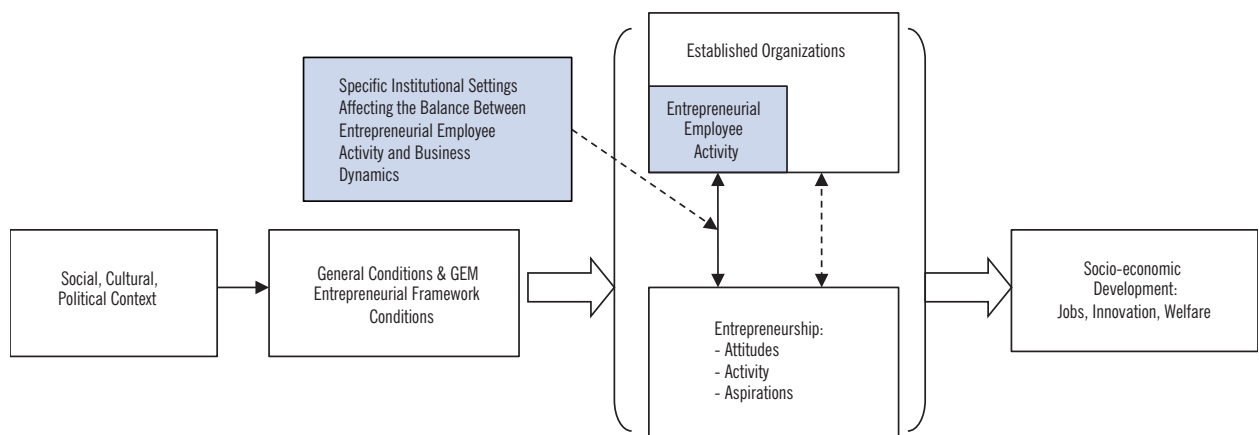 Established Organizations
Specific Institutional Settings
Affecting the Balance Between
Entrepreneurial Employee
Activity and Business
Dynamics
Entrepreneurial
Employee
Activity
Social, Cultural,
Political Context
General Conditions & GEM
Entrepreneurial Framework
Conditions
Entrepreneurship:
- Attitudes
- Activity
- Aspirations
Socio-economic
Development:
Jobs, Innovation, Welfare